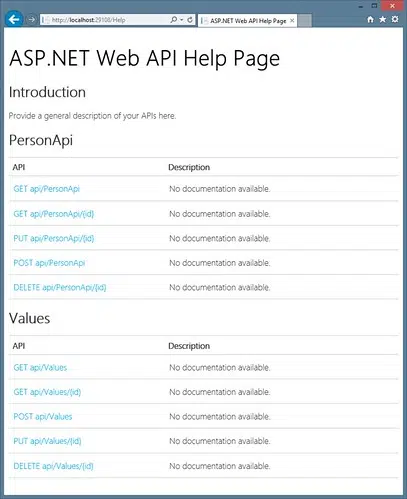 http://localhost:29108/Help
ASP.NET Web API Help Page
ASP.NET Web API Help Page
Introduction
Provide a general description of your APIs here.
PersonApi
API Description
GET api/PersonApi No documentation available.
GET api/PersonApi/{id} No documentation available.
PUT api/PersonApi/{id} No documentation available.
POST api/PersonApi No documentation available.
DELETE api/PersonApi/{id} No documentation available.
Values
API Description
GET api/Values No documentation available.
GET api/Values/{id} No documentation available.
POST api/Values No documentation available.
PUT api/Values/{id} No documentation available.
DELETE api/Values/{id} No documentation available.